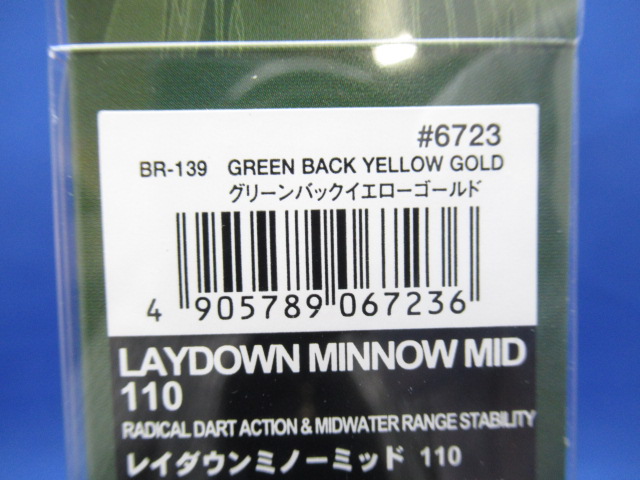 #6723
BR-139 GREEN BACK YELLOW GOLD
グリーンバックイエローゴールド
4 905789 067236
LAYDOWN MINNOW MID
110
RADICAL DART ACTION & MIDWATER RANGE STABILITY
レイダウンミノーミッド 110